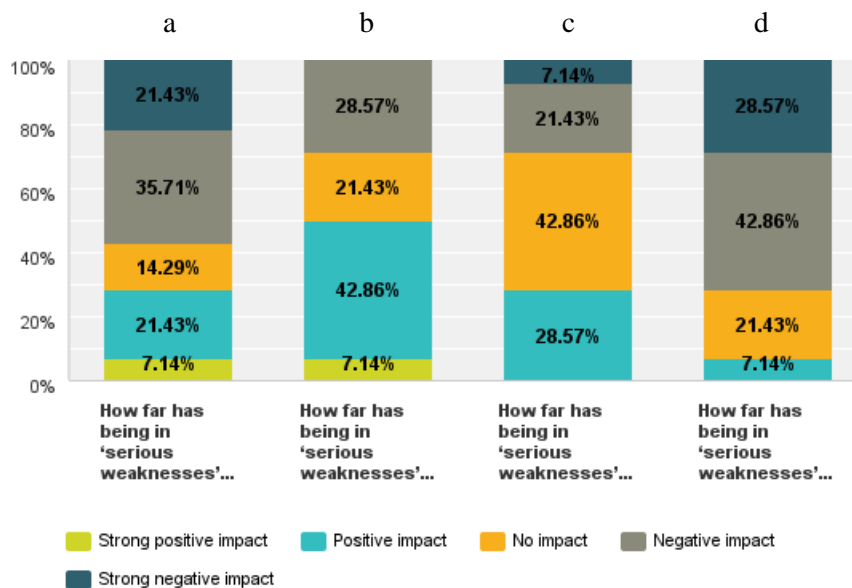 a b c d
100%
7.14%
21.43% 28.57% 21.43% 28.57%
80%
35.71% 21.43% 42.86% 42.86%
60%
40%
14.29% 42.86% 28.57% 21.43%
21.43%
20%
7.14% 7.14% 7.14%
0%
How far has How far has How far has How far has
being in being in being in being in
‘serious ‘serious ‘serious ‘serious
weaknesses’... weaknesses’... weaknesses’... weaknesses’...
Strong positive impact Positive impact No impact Negative impact
Strong negative impact